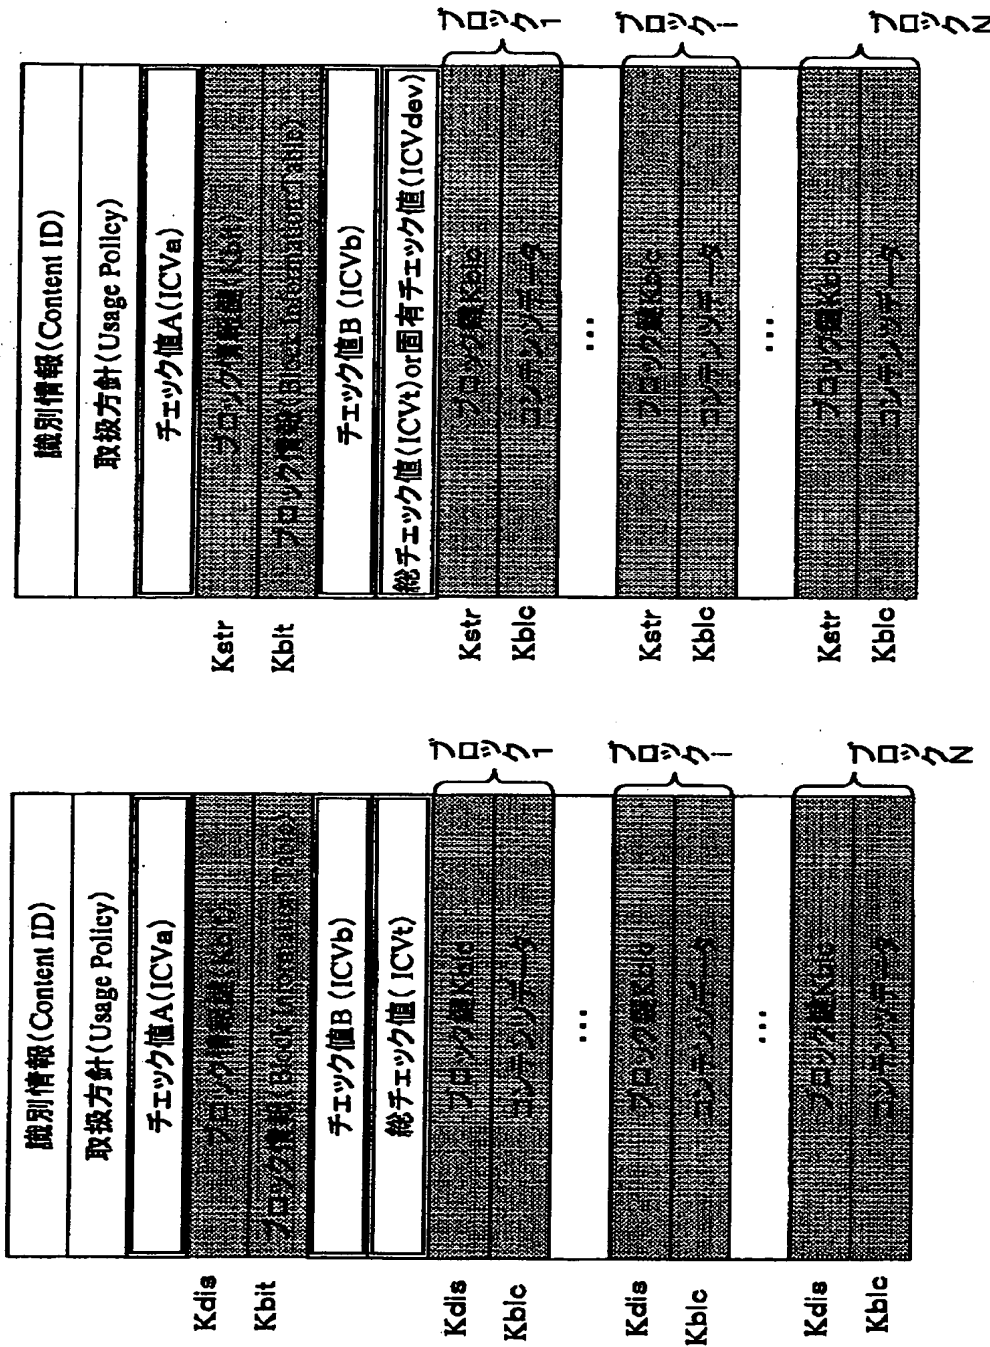 識別情報(Content ID)
取扱方針(Usage Policy)
チェック値A(ICVa)
Kdis
ブロック情報鍵(Kbit)
Kbit
ブロック情報(Block Information Table)
チェック値B (ICVb)
総チェック値( ICVt)
Kdis
ブロック鍵Kblc
Kblc
コンテンツデータ
ブロック1
...
Kdis
ブロック鍵Kblc
Kblc
コンテンツデータ
ブロックI
...
Kdis
ブロック鍵Kblc
Kblc
コンテンツデータ
ブロックN
識別情報(Content ID)
取扱方針(Usage Policy)
チェック値A(ICVa)
Kstr
ブロック情報鍵(Kbit)
Kbit
ブロック情報(Block Information Table)
チェック値B (ICVb)
総チェック値(ICVt)or固有チェック値(ICVdev)
Kstr
ブロック鍵Kblc
Kblc
コンテンツデータ
ブロック1
...
Kstr
ブロック鍵Kblc
Kblc
コンテンツデータ
ブロックI
...
Kstr
ブロック鍵Kblc
Kblc
コンテンツデータ
ブロックN